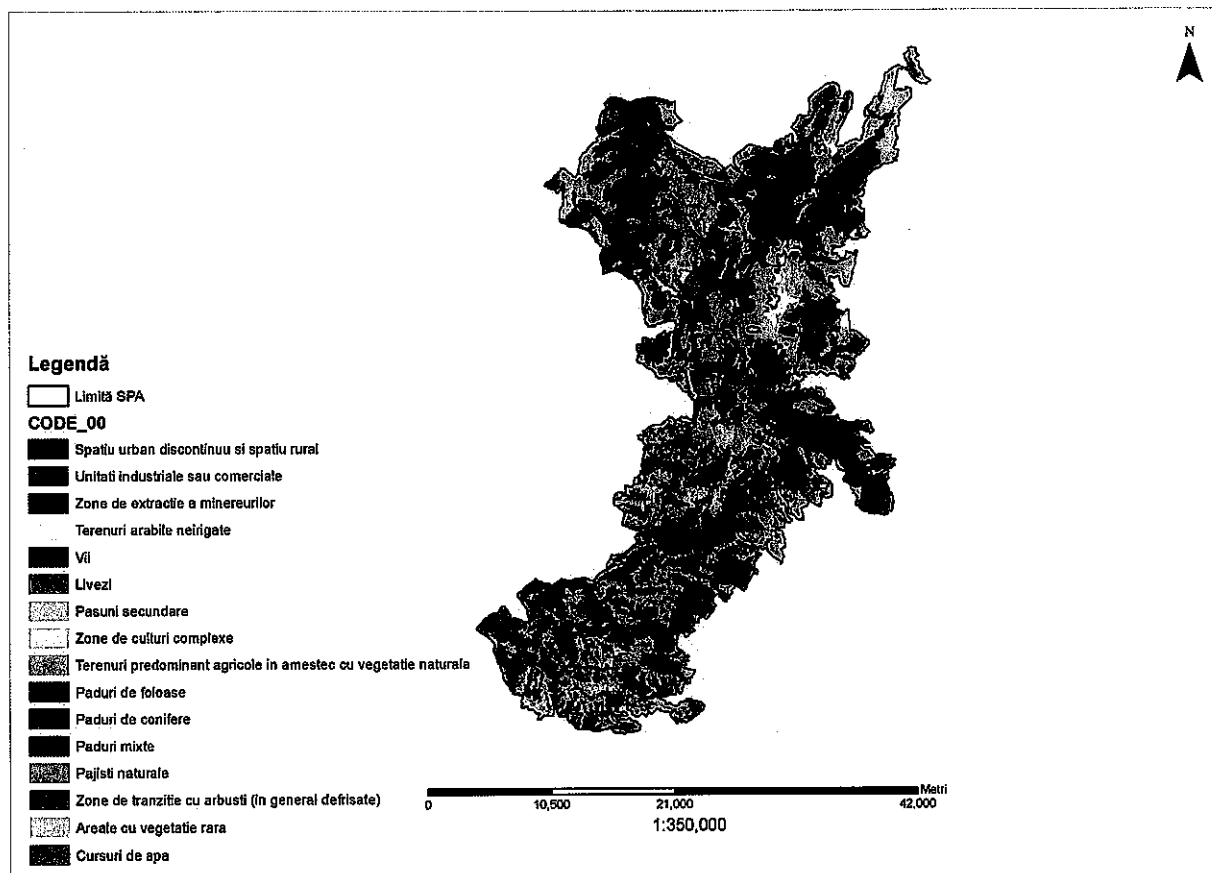 N
Legendă
Limită SPA
CODE_00
Spatiu urban discontinuu si spatiu rural
Unitati industriale sau comerciate
Zone de extractie a minereurilor
Terenuri arabile neirigate
Vii
Livezi
Pasuni secundare
Zone de culturi complexe
Terenuri predominant agricole in amestec cu vegetatie naturala
Paduri de foioase
Paduri de conifere
Paduri mixte
Pajisti naturale
Zone de tranzitie cu arbusti (in general defrisate)
Areale cu vegetatie rara
Cursuri de apa
Metri
0 10,500 21,000 42,000
1:350,000